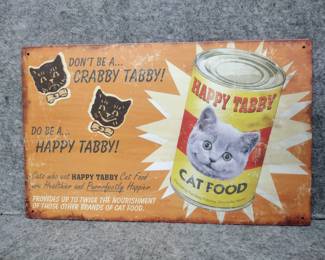 DON'T BE A...
CRABBY TABBY!
DO BE A...
HAPPY TABBY!
Cats who eat HAPPY TABBY Cat Food
are Healthier and Purrrfectly Happier.
PROVIDES UP TO TWICE THE NOURISHMENT
OF THOSE OTHER BRANDS OF CAT FOOD.
HAPPY TABBY
CAT FOOD